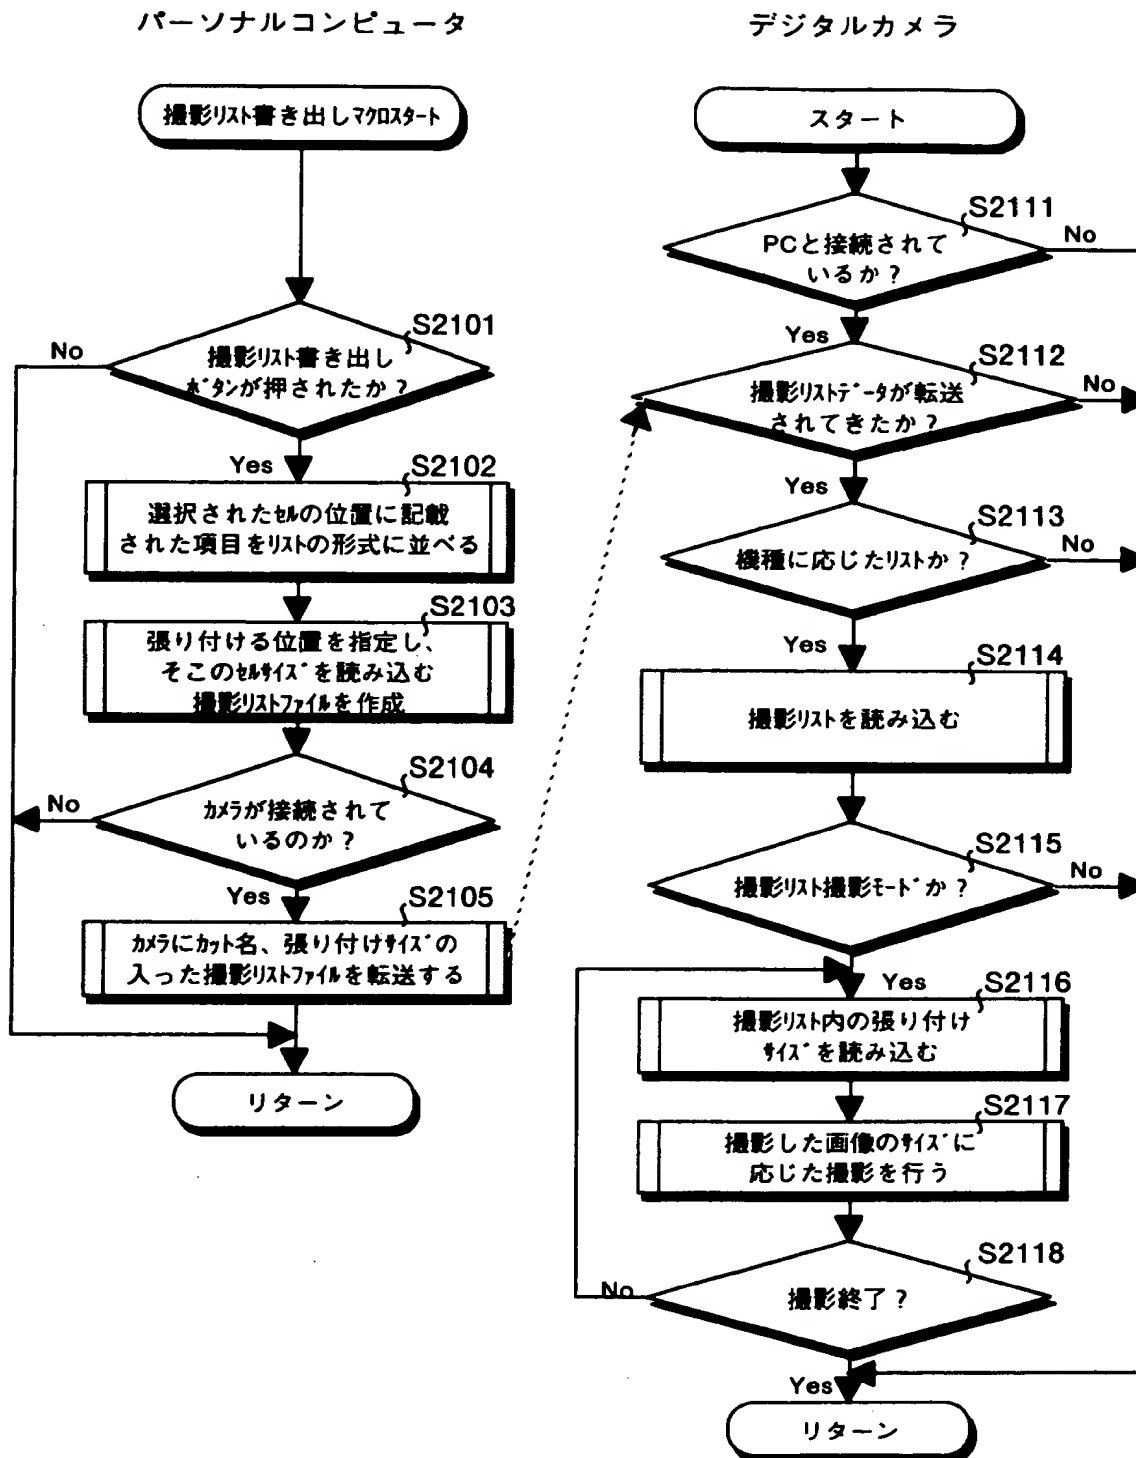 パーソナルコンピュータ
撮影リスト書き出しマクロスタート
S2101
撮影リスト書き出し
ボタンが押されたか？
No
Yes
S2102
選択されたセルの位置に記載
された項目をリストの形式に並べる
S2103
張り付ける位置を指定し、
そこのセルサイズを読み込む
撮影リストファイルを作成
S2104
カメラが接続されて
いるのか？
No
Yes
S2105
カメラにカット名、張り付けサイズの
入った撮影リストファイルを転送する
リターン
デジタルカメラ
スタート
S2111
PCと接続されて
いるか？
No
Yes
S2112
撮影リストデータが転送
されてきたか？
No
Yes
S2113
機種に応じたリストか？
No
Yes
S2114
撮影リストを読み込む
S2115
撮影リスト撮影モードか？
No
Yes
S2116
撮影リスト内の張り付け
サイズを読み込む
S2117
撮影した画像のサイズに
応じた撮影を行う
S2118
撮影終了？
No
Yes
リターン